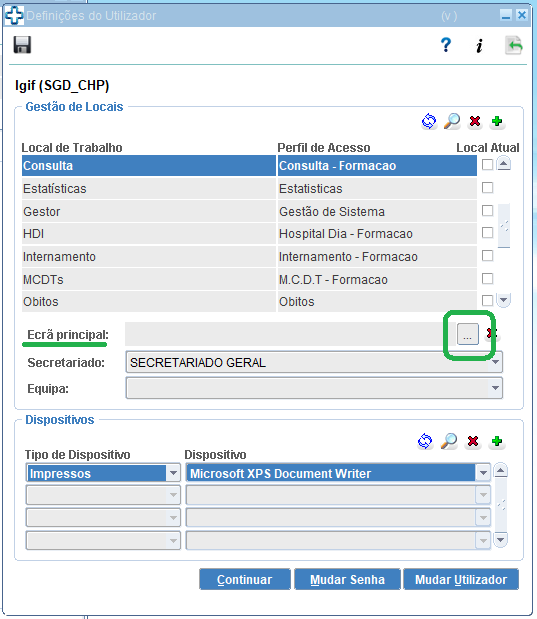 Definições do Utilizador (v )
? i
Igif (SGD_CHP)
Gestão de Locais
Local de Trabalho Perfil de Acesso Local Atual
Consulta Consulta - Formacao
Estatísticas Estatisticas
Gestor Gestão de Sistema
HDI Hospital Dia - Formacao
Internamento Internamento - Formacao
MCDTs M.C.D.T - Formacao
Obitos Obitos
Ecrã principal: ...
Secretariado: SECRETARIADO GERAL
Equipa:
Dispositivos
Tipo de Dispositivo Dispositivo
Impressos Microsoft XPS Document Writer
Continuar Mudar Senha Mudar Utilizador